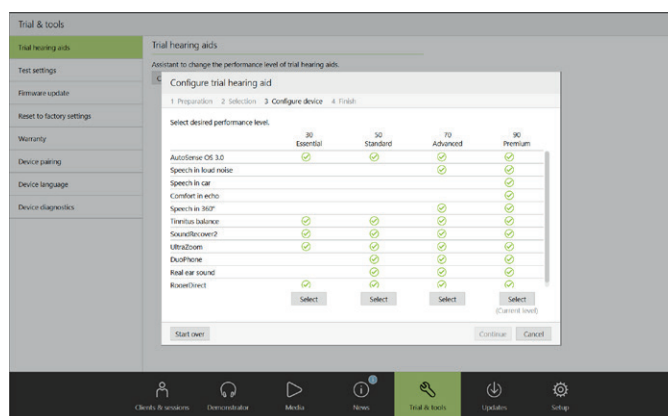 Trial & tools
Trial hearing aids
Trial hearing aids
Assistant to change the performance level of trial hearing aids.
Test settings
C
Configure trial hearing aid
Firmware update
1 Preparation 2 Selection 3 Configure device 4 Finish
Reset to factory settings
Select desired performance level.
Warranty
30 50 70 90
Essential Standard Advanced Premium
AutoSense OS 3.0
Device pairing
Speech in loud noise
Speech in car
Device language
Comfort in echo
Speech in 360°
Device diagnostics
Tinnitus balance
SoundRecover2
UltraZoom
DuoPhone
Real ear sound
RogerDirect
Select Select Select Select
(Current level)
Start over Continue Cancel
Clients & sessions Demonstrator Media News Trial & tools Updates Setup